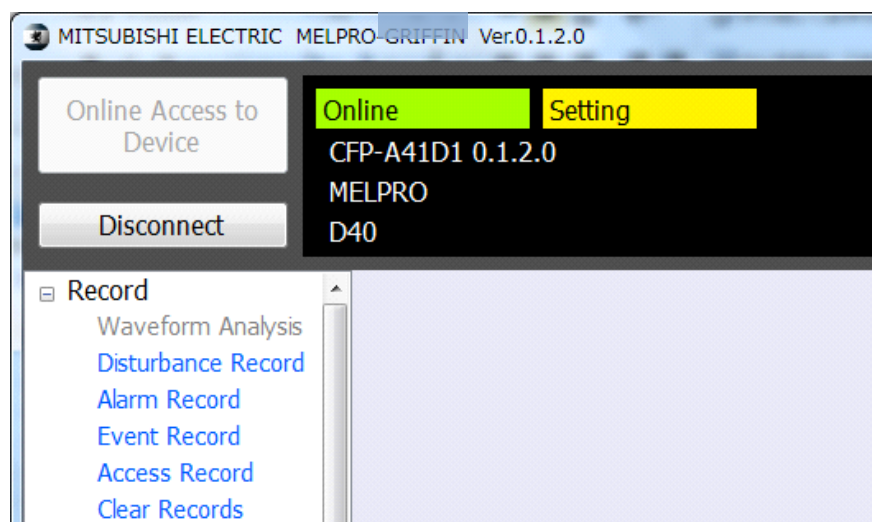 MITSUBISHI ELECTRIC MELPRO-GRIFFIN Ver.0.1.2.0
Online Access to
Device
Disconnect
Online Setting
CFP-A41D1 0.1.2.0
MELPRO
D40
Record
Waveform Analysis
Disturbance Record
Alarm Record
Event Record
Access Record
Clear Records